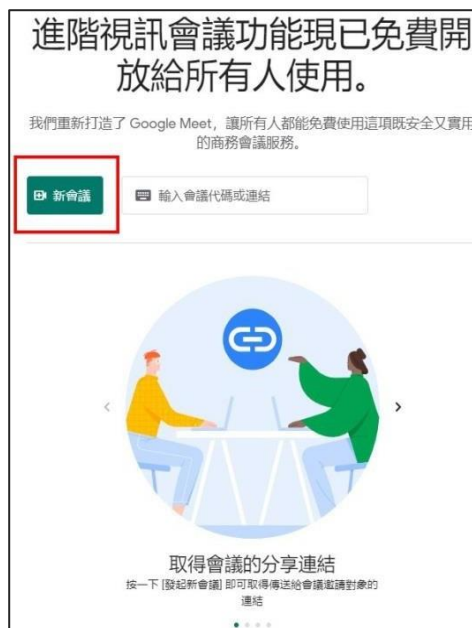 進階視訊會議功能現已免費開
放給所有人使用。
我們重新打造了 Google Meet，讓所有人都能免費使用這項既安全又實用
的商務會議服務。
新會議
輸入會議代碼或連結
取得會議的分享連結
按一下 [發起新會議] 即可取得傳送給會議邀請對象的
連結